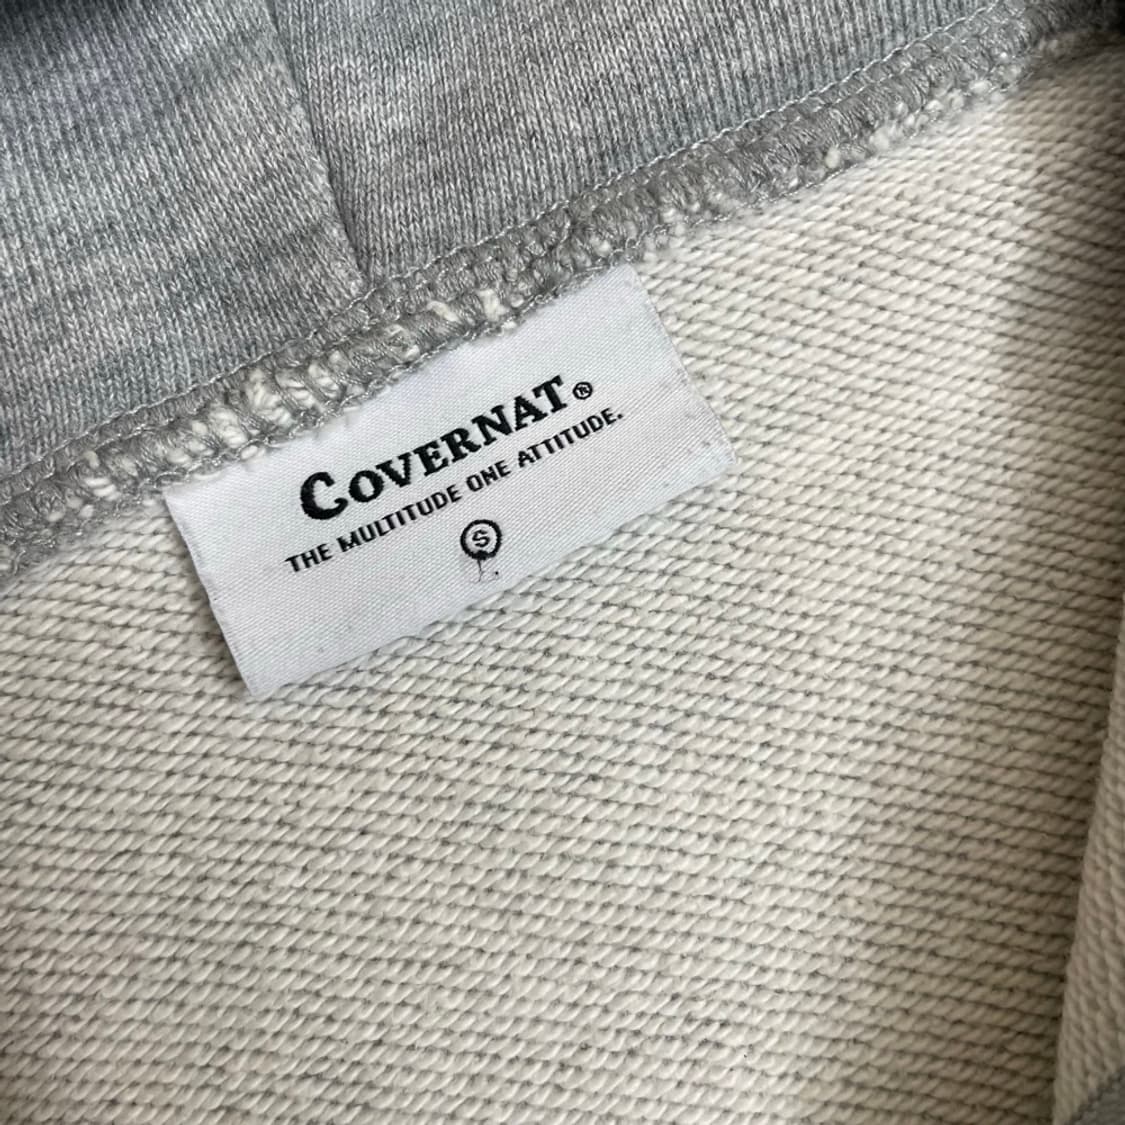 COVERNAT®
THE MULTITUDE ONE ATTITUDE.
S